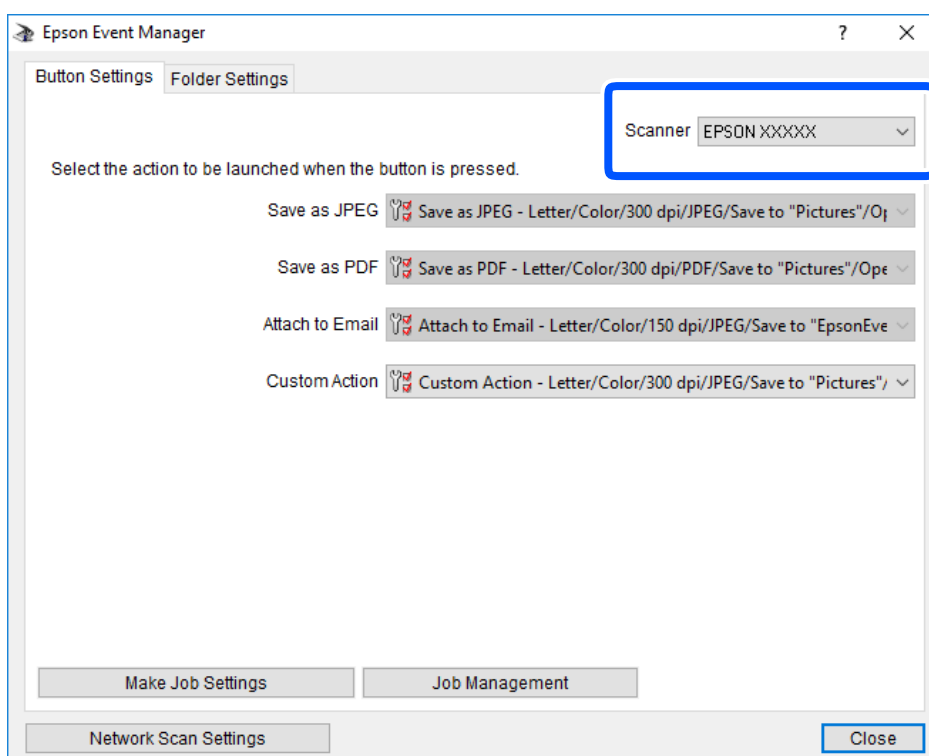 Epson Event Manager
Button Settings Folder Settings
Scanner EPSON XXXXX
Select the action to be launched when the button is pressed.
Save as JPEG Save as JPEG - Letter/Color/300 dpi/JPEG/Save to "Pictures"/Op
Save as PDF Save as PDF - Letter/Color/300 dpi/PDF/Save to "Pictures"/Ope
Attach to Email Attach to Email - Letter/Color/150 dpi/JPEG/Save to "EpsonEve
Custom Action Custom Action - Letter/Color/300 dpi/JPEG/Save to "Pictures"/
Make Job Settings Job Management
Network Scan Settings Close